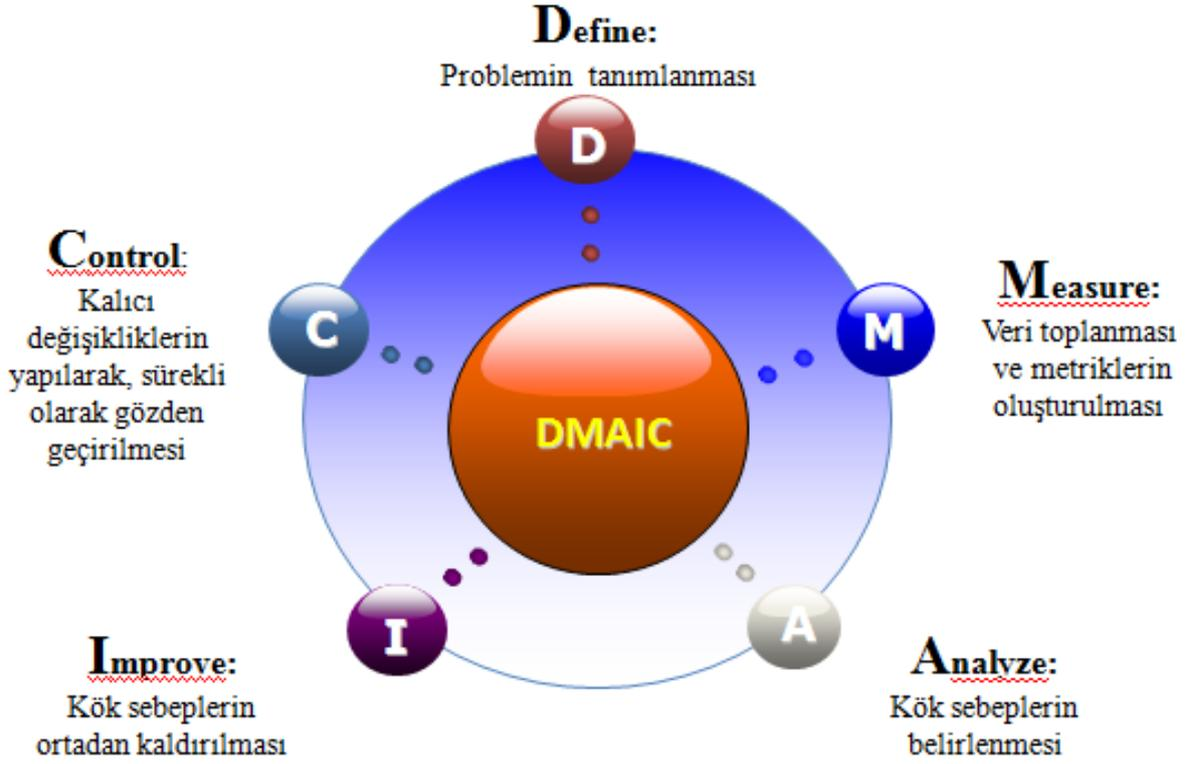 Define:
Problemin tanımlanması
D
Control:
Kalıcı
değişikliklerin
yapılarak, sürekli
olarak gözden
geçirilmesi
C
M
Measure:
Veri toplanması
ve metriklerin
oluşturulması
DMAIC
I
A
Improve:
Kök sebeplerin
ortadan kaldırılması
Analyze:
Kök sebeplerin
belirlenmesi